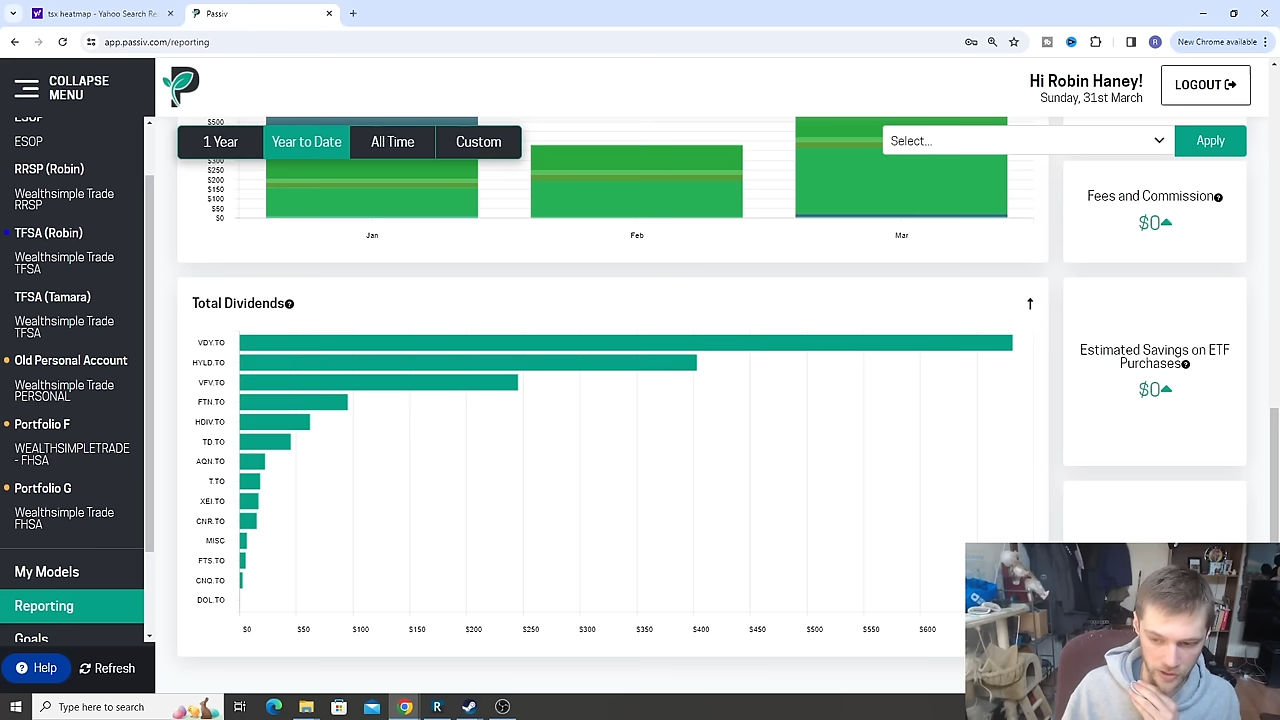 tsx heatmap - Yahoo Search Re
Passiv
app.passiv.com/reporting
New Chrome available
COLLAPSE
MENU
Hi Robin Haney!
Sunday, 31st March
LOGOUT
ESOP
ESOP
RRSP (Robin)
Wealthsimple Trade
RRSP
TFSA (Robin)
Wealthsimple Trade
TFSA
TFSA (Tamara)
Wealthsimple Trade
TFSA
Old Personal Account
Wealthsimple Trade
PERSONAL
Portfolio F
WEALTHSIMPLETRADE
- FHSA
Portfolio G
Wealthsimple Trade
FHSA
My Models
Reporting
Goals
Help
Refresh
1 Year
Year to Date
All Time
Custom
Select...
Apply
$500
$300
$250
$200
$150
$100
$50
$0
Jan
Feb
Mar
Fees and Commission
$0
Total Dividends
VDY.TO
HYLD.TO
VFV.TO
FTN.TO
HDIV.TO
TD.TO
AQN.TO
T.TO
XEI.TO
CNR.TO
MISC
FTS.TO
CNQ.TO
DOL.TO
$0
$50
$100
$150
$200
$250
$300
$350
$400
$450
$500
$550
$600
Estimated Savings on ETF
Purchases
$0
Type here to search